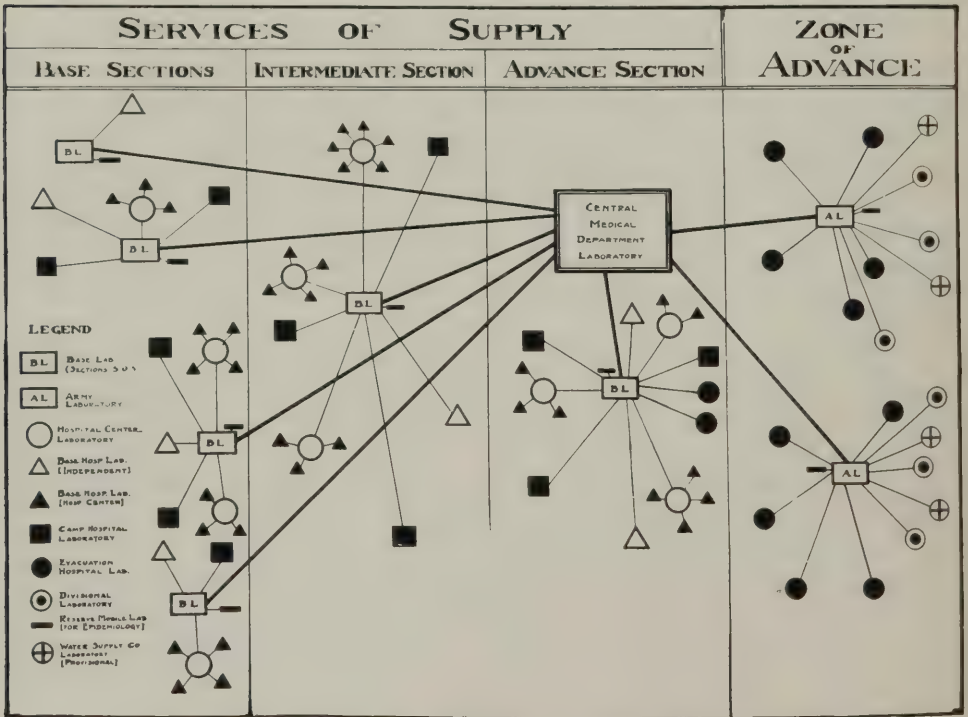 SERVICES OF SUPPLY
ZONE
OF
ADVANCE
BASE SECTIONS
INTERMEDIATE SECTION
ADVANCE SECTION
BL
BL
BL
BL
BL
BL
CENTRAL
MEDICAL
DEPARTMENT
LABORATORY
AL
AL
LEGEND
BL
BASE LAB
(SECTIONS S.O.S
AL
ARMY
LABORATORY
HOSPITAL CENTER
LABORATORY
BASE HOSP. LAB.
[INDEPENDENT]
BASE HOSP. LAB.
[HOSP CENTER]
CAMP HOSPITAL
LABORATORY
EVACUATION
HOSPITAL LAB.
DIVISIONAL
LABORATORY
RESERVE MOBILE LAB
[FOR EPIDEMIOLOGY]
WATER SUPPLY CO
LABORATORY
[PROVISIONAL]